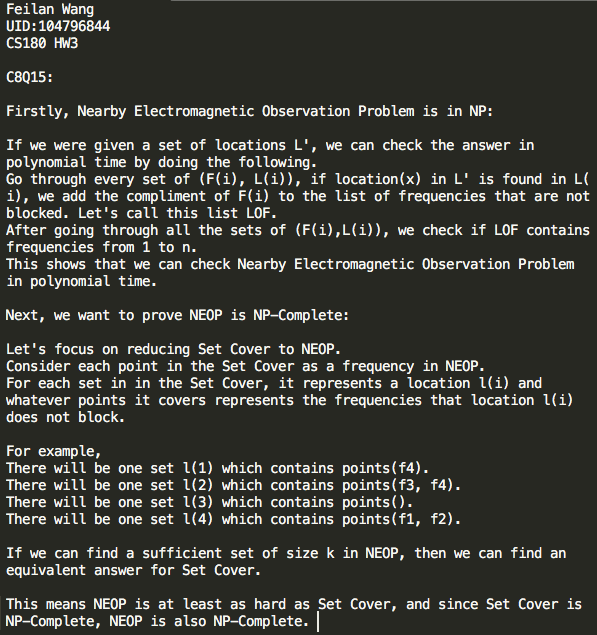 Feilan Wang
UID:104796844
CS180 HW3
C8Q15:
Firstly, Nearby Electromagnetic Observation Problem is in NP:
If we were given a set of locations L', we can check the answer in
polynomial time by doing the following.
Go through every set of (F(i), L(i)), if location(x) in L' is found in L(
i), we add the compliment of F(i) to the list of frequencies that are not
blocked. Let's call this list LOF.
After going through all the sets of (F(i),L(i)), we check if LOF contains
frequencies from 1 to n.
This shows that we can check Nearby Electromagnetic Observation Problem
in polynomial time.
Next, we want to prove NEOP is NP-Complete:
Let's focus on reducing Set Cover to NEOP.
Consider each point in the Set Cover as a frequency in NEOP.
For each set in in the Set Cover, it represents a location l(i) and
whatever points it covers represents the frequencies that location l(i)
does not block.
For example,
There will be one set l(1) which contains points(f4).
There will be one set l(2) which contains points(f3, f4).
There will be one set l(3) which contains points().
There will be one set l(4) which contains points(f1, f2).
If we can find a sufficient set of size k in NEOP, then we can find an
equivalent answer for Set Cover.
This means NEOP is at least as hard as Set Cover, and since Set Cover is
NP-Complete, NEOP is also NP-Complete.